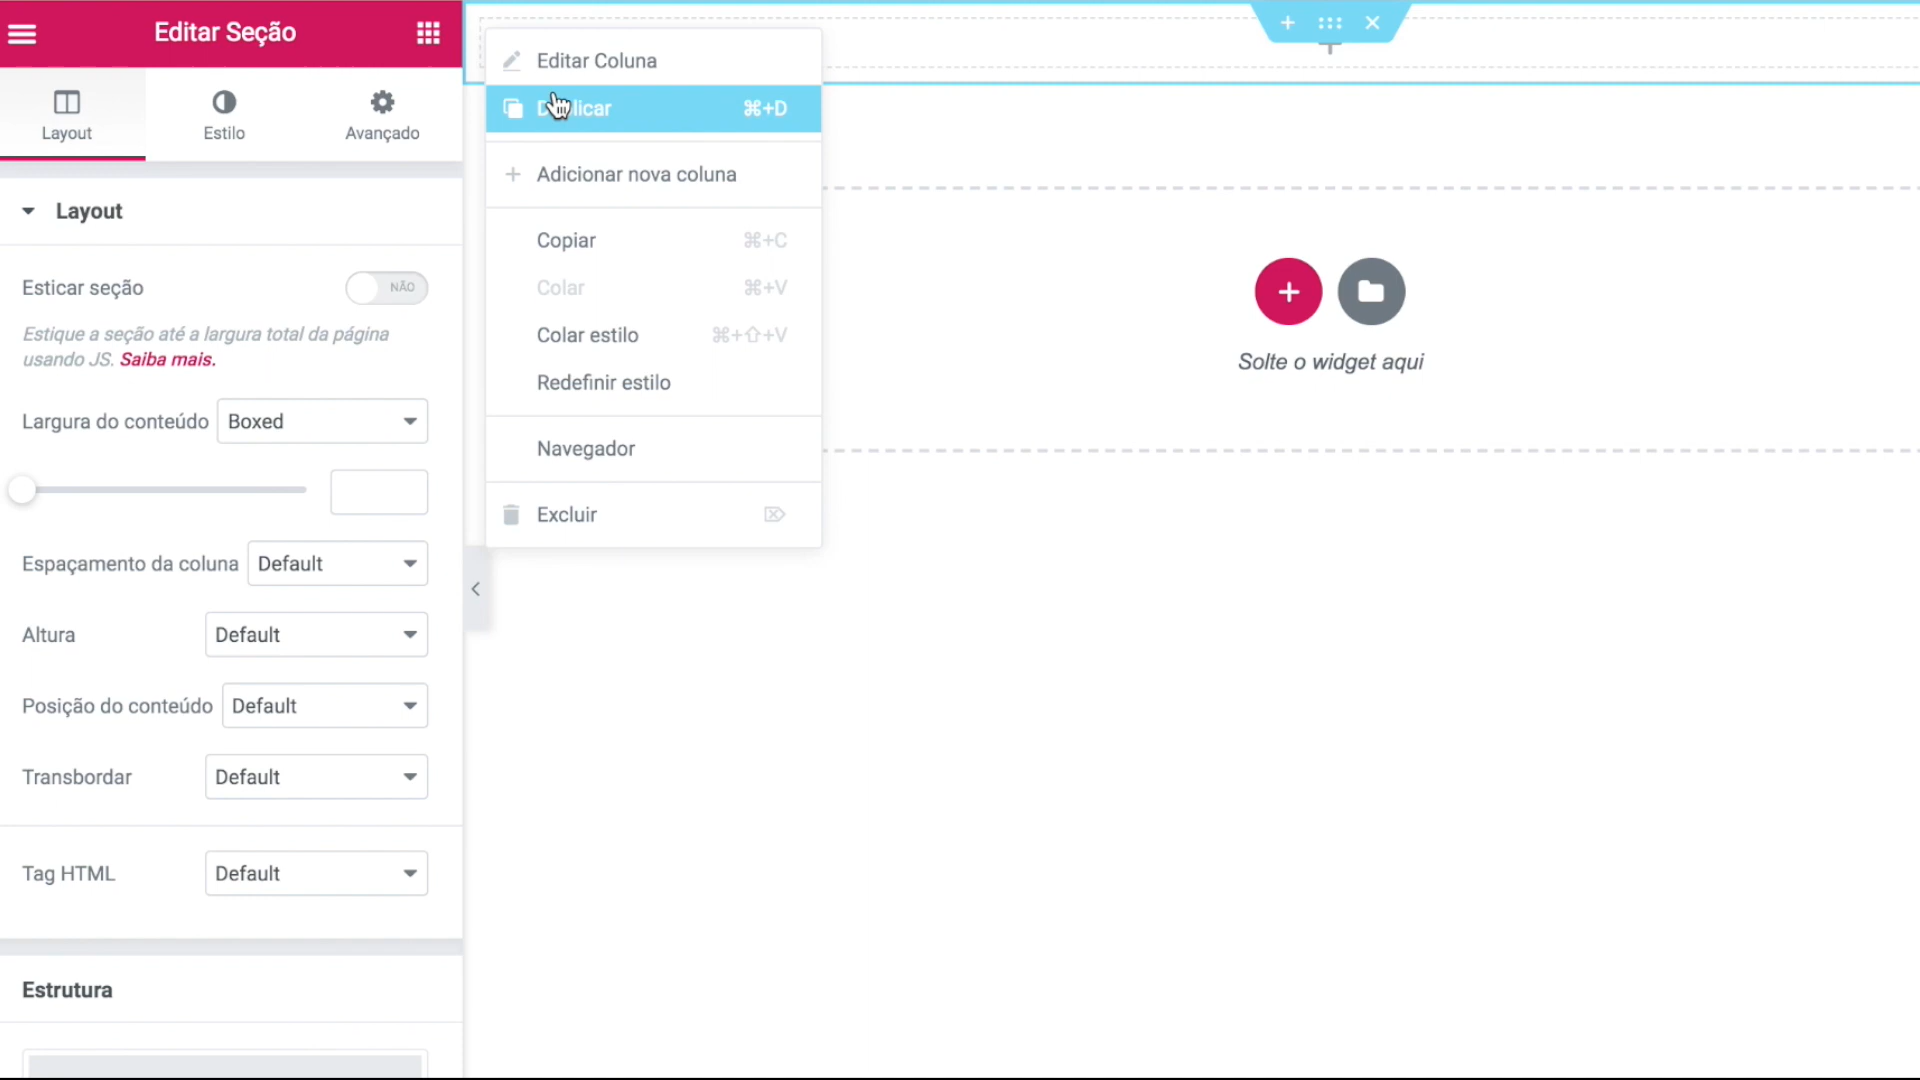 Editar Seção
Layout
Estilo
Avançado
Layout
Esticar seção
NÃO
Estique a seção até a largura total da página
usando JS. Saiba mais.
Largura do conteúdo
Boxed
Espaçamento da coluna
Default
Altura
Default
Posição do conteúdo
Default
Transbordar
Default
Tag HTML
Default
Estrutura
Editar Coluna
⌘+D
Adicionar nova coluna
Copiar
⌘+C
Colar
⌘+V
Colar estilo
⌘+⇧+V
Redefinir estilo
Navegador
Excluir
⌦
Solte o widget aqui